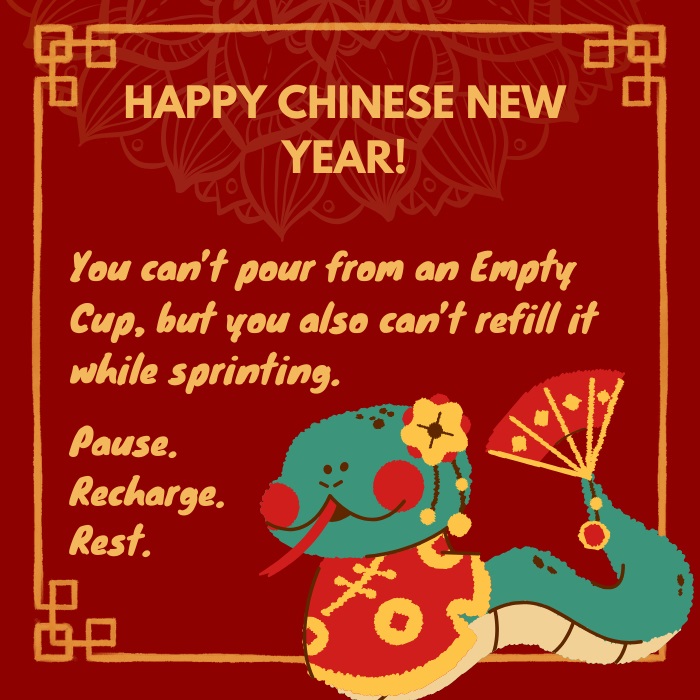 HAPPY CHINESE NEW
YEAR!
You can't pour from an Empty
Cup, but you also can't refill it
while sprinting.
Pause.
Recharge.
Rest.